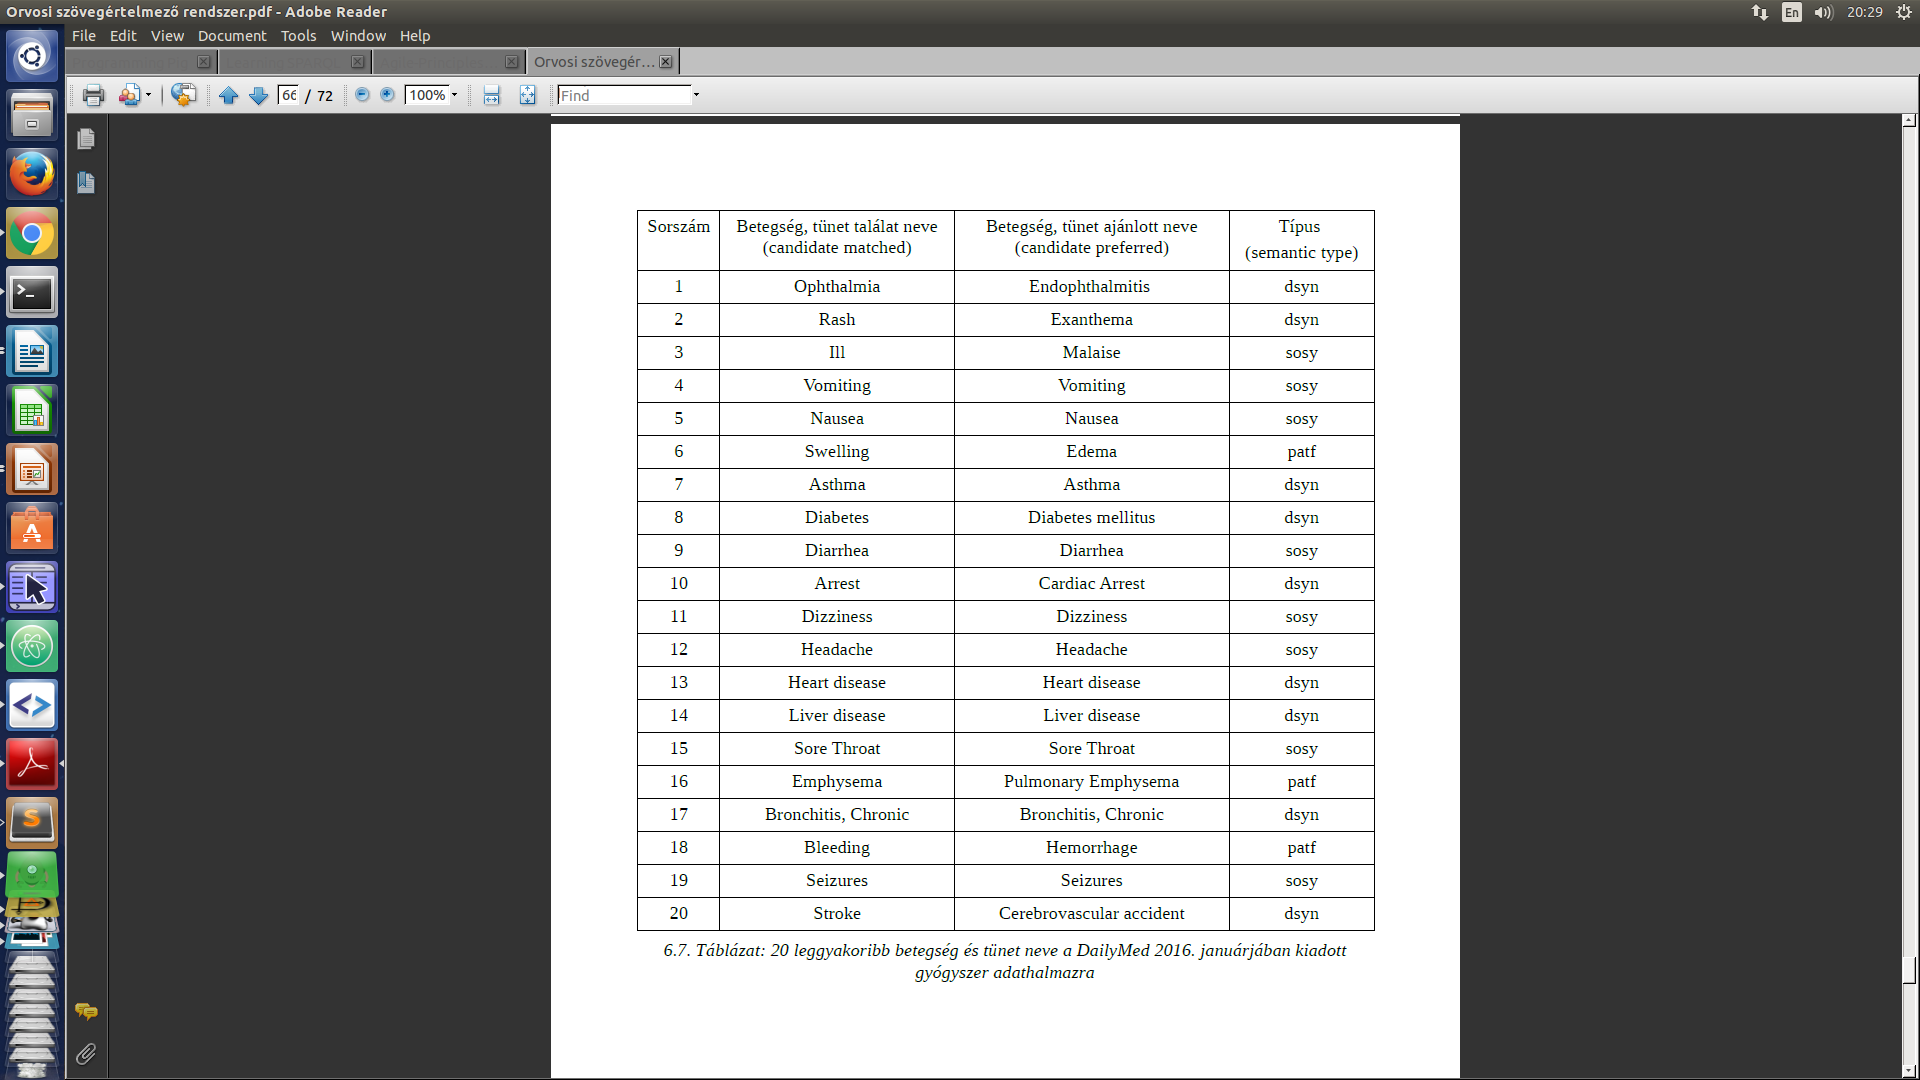 Orvosi szövegértelmező rendszer.pdf - Adobe Reader
En 20:29
File Edit View Document Tools Window Help
Orvosi szövegér...
66 / 72 100% Find
Sorszám Betegség, tünet találat neve (candidate matched) Betegség, tünet ajánlott neve (candidate preferred) Típus (semantic type)
1 Ophthalmia Endophthalmitis dsyn
2 Rash Exanthema dsyn
3 Ill Malaise sosy
4 Vomiting Vomiting sosy
5 Nausea Nausea sosy
6 Swelling Edema patf
7 Asthma Asthma dsyn
8 Diabetes Diabetes mellitus dsyn
9 Diarrhea Diarrhea sosy
10 Arrest Cardiac Arrest dsyn
11 Dizziness Dizziness sosy
12 Headache Headache sosy
13 Heart disease Heart disease dsyn
14 Liver disease Liver disease dsyn
15 Sore Throat Sore Throat sosy
16 Emphysema Pulmonary Emphysema patf
17 Bronchitis, Chronic Bronchitis, Chronic dsyn
18 Bleeding Hemorrhage patf
19 Seizures Seizures sosy
20 Stroke Cerebrovascular accident dsyn
6.7. Táblázat: 20 leggyakoribb betegség és tünet neve a DailyMed 2016. januárjában kiadott
gyógyszer adathalmazra